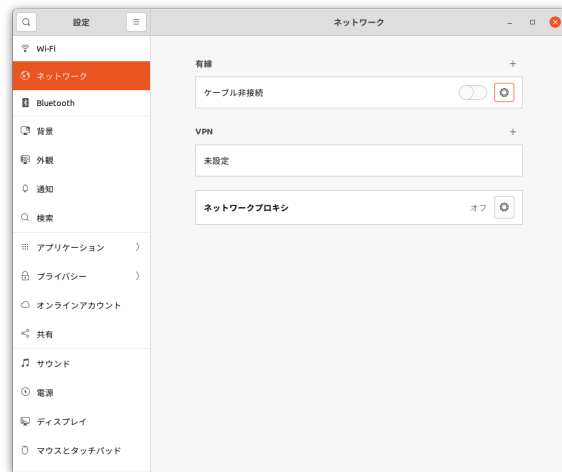 設定
ネットワーク
Wi-Fi
ネットワーク
Bluetooth
背景
外観
通知
検索
アプリケーション
プライバシー
オンラインアカウント
共有
サウンド
電源
ディスプレイ
マウスとタッチパッド
有線
ケーブル非接続
VPN
未設定
ネットワークプロキシ
オフ